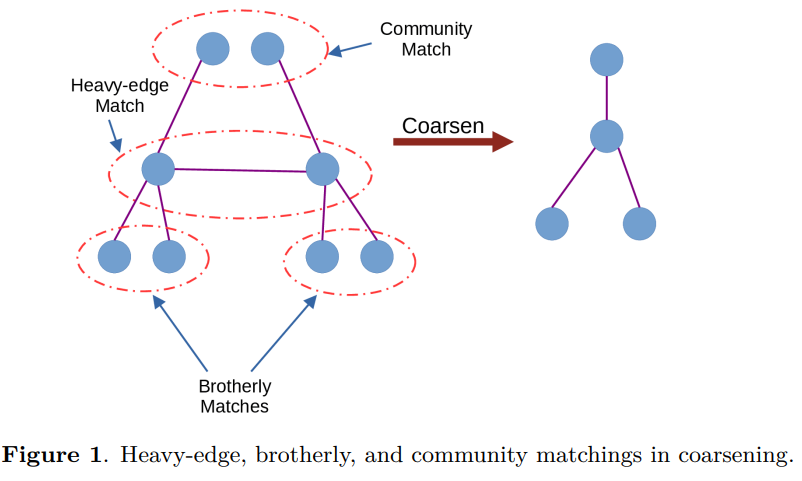 Community
Match
Heavy-edge
Match
Coarsen
Brotherly
Matches
Figure 1. Heavy-edge, brotherly, and community matchings in coarsening.